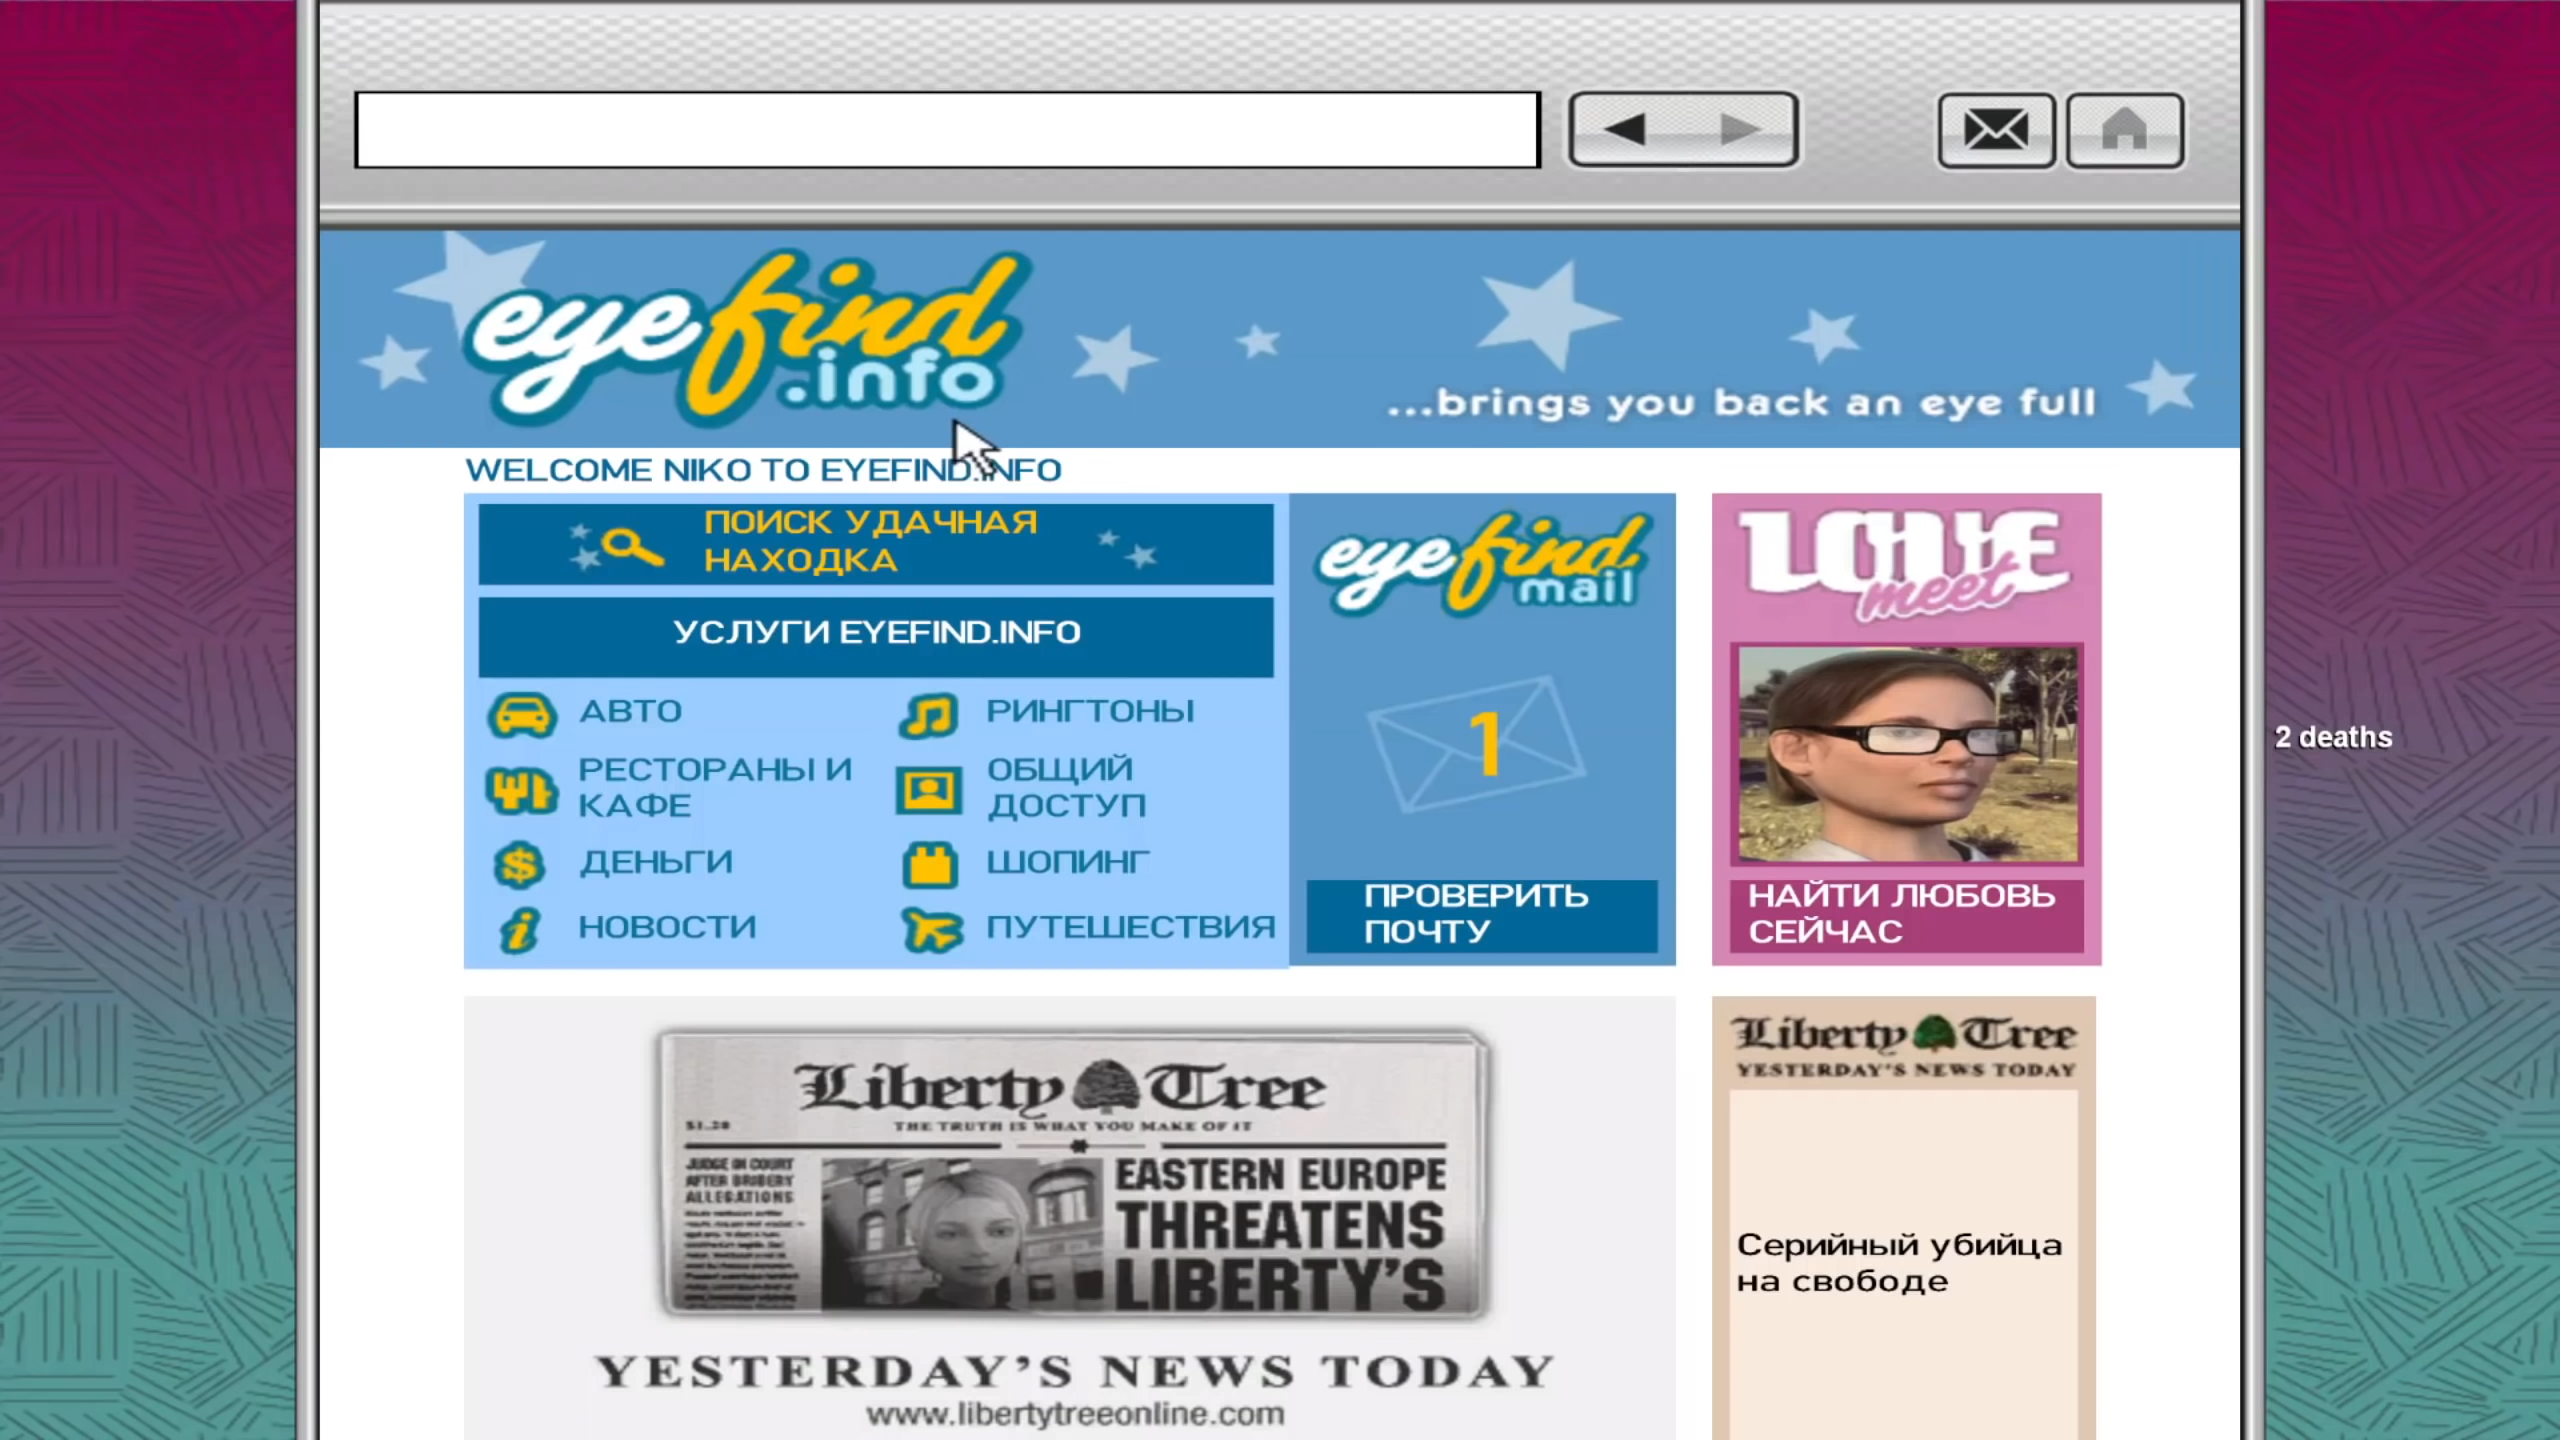 eyefind
.info
...brings you back an eye full
WELCOME NIKO TO EYEFIND.INFO
ПОИСК УДАЧНАЯ
НАХОДКА
УСЛУГИ EYEFIND.INFO
АВТО
РИНГТОНЫ
РЕСТОРАНЫ И
КАФЕ
ОБЩИЙ
ДОСТУП
ДЕНЬГИ
ШОПИНГ
НОВОСТИ
ПУТЕШЕСТВИЯ
eyefind
mail
1
ПРОВЕРИТЬ
ПОЧТУ
LOVE
meet
НАЙТИ ЛЮБОВЬ
СЕЙЧАС
2 deaths
Liberty Tree
$1.20
THE TRUTH IS WHAT YOU MAKE OF IT
JUDGE IN COURT
AFTER BRIBERY
ALLEGATIONS
EASTERN EUROPE
THREATENS
LIBERTY'S
YESTERDAY'S NEWS TODAY
www.libertytreeonline.com
Liberty Tree
YESTERDAY'S NEWS TODAY
Серийный убийца
на свободе